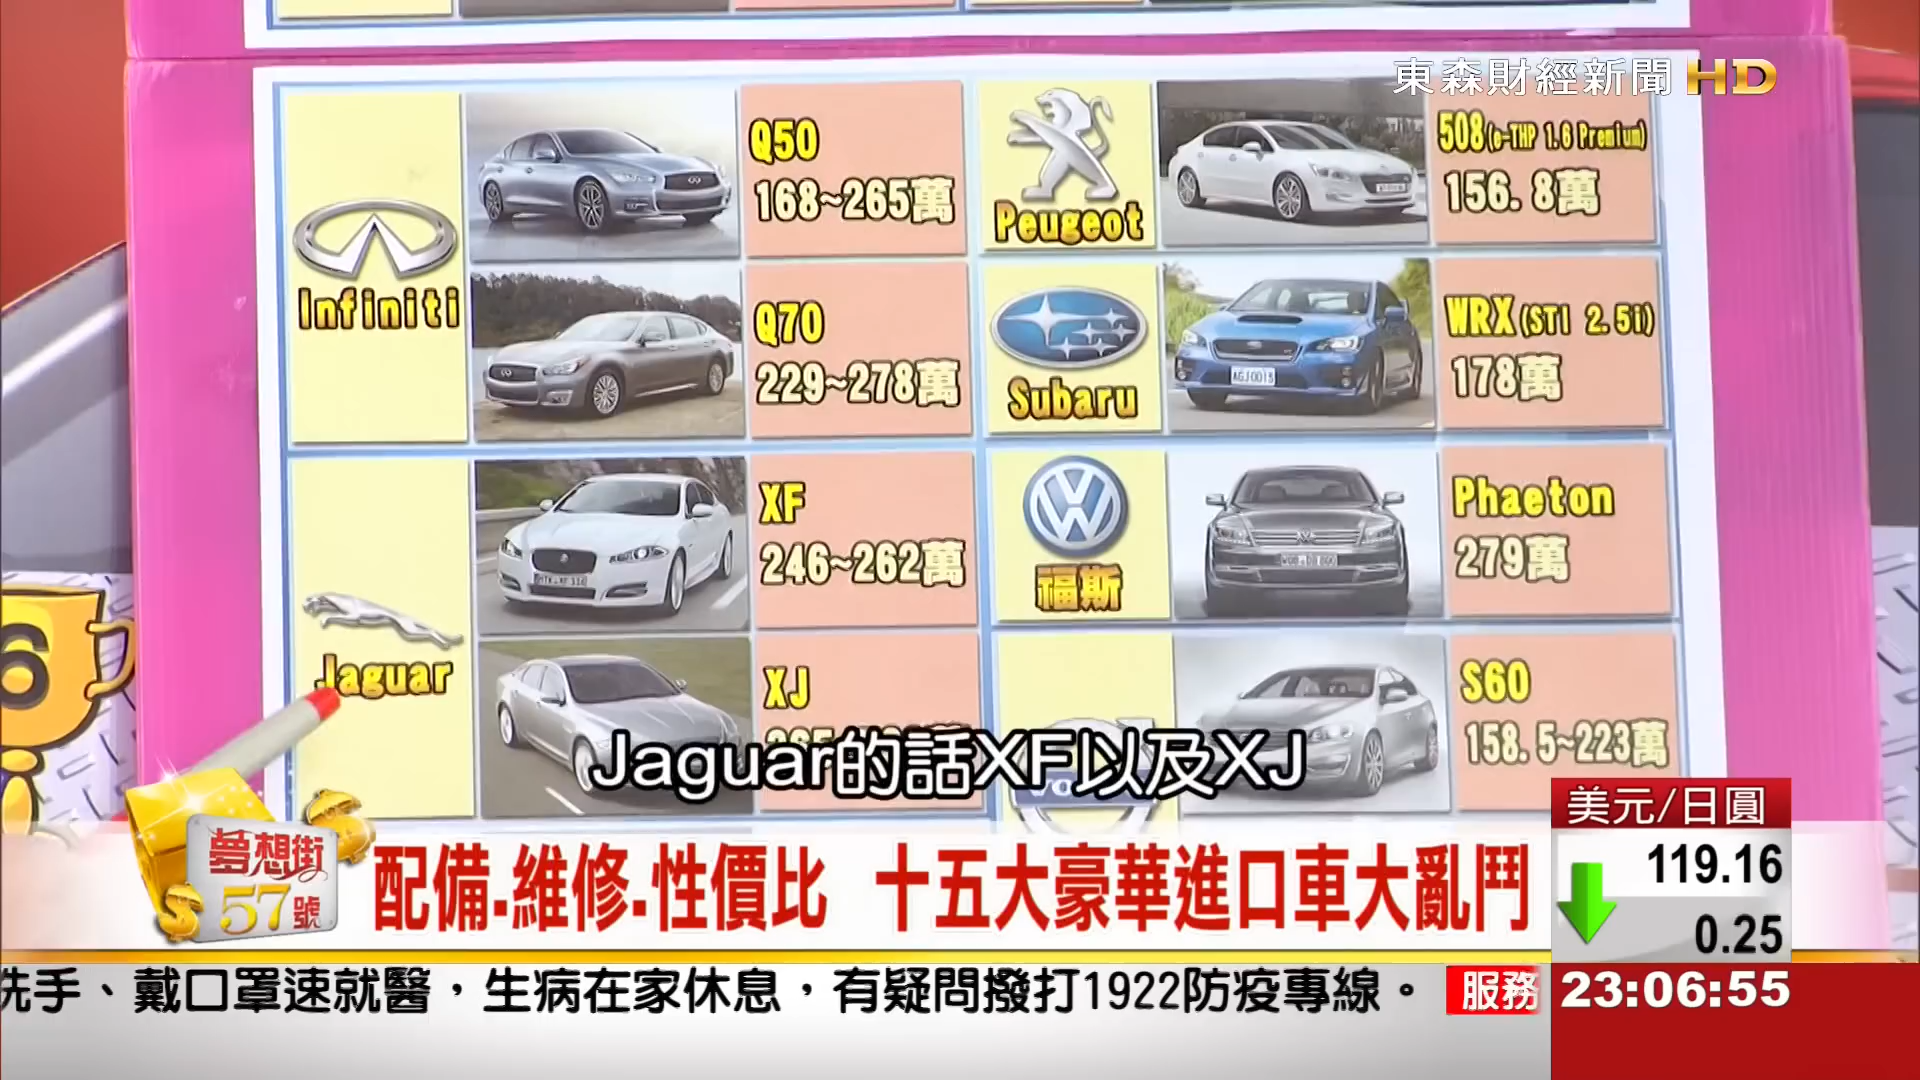 東森財經新聞 HD
Infiniti
Q50
168~265萬
Q70
229~278萬
Peugeot
508(e-THP 1.6 Premium)
156.8萬
Subaru
WRX(STI 2.5i)
178萬
AGJ0013
Jaguar
XF
246~262萬
XJ
福斯
Phaeton
279萬
S60
158.5~223萬
Jaguar的話XF以及XJ
夢想街
57號
配備.維修.性價比 十五大豪華進口車大亂鬥
美元/日圓
119.16
0.25
洗手、戴口罩速就醫，生病在家休息，有疑問撥打1922防疫專線。
服務
23:06:55